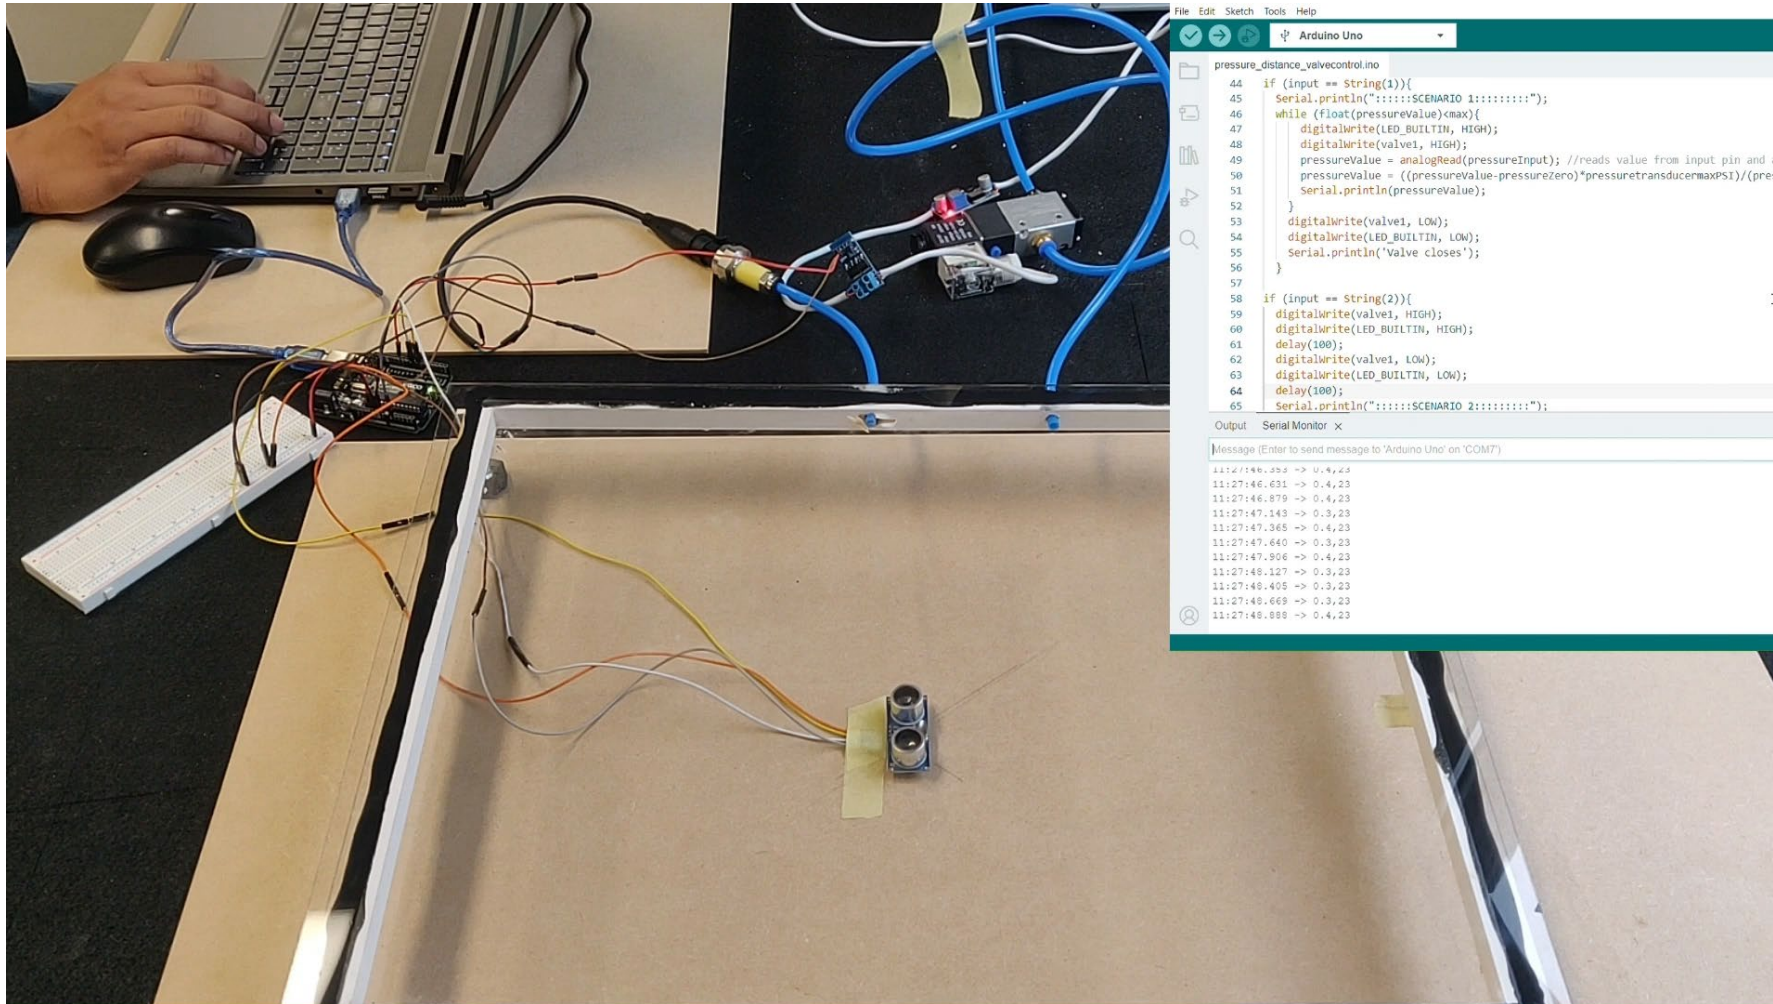 File Edit Sketch Tools Help
Arduino Uno
pressure_distance_valvecontrol.ino
44 if (input == String(1)){
45 Serial.println("::::::SCENARIO 1:::::::::");
46 while (float(pressureValue)<max){
47 digitalWrite(LED_BUILTIN, HIGH);
48 digitalWrite(valve1, HIGH);
49 pressureValue = analogRead(pressureInput); //reads value from input pin and a
50 pressureValue = ((pressureValue-pressureZero)*pressuretransducermaxPSI)/(pres
51 Serial.println(pressureValue);
52 }
53 digitalWrite(valve1, LOW);
54 digitalWrite(LED_BUILTIN, LOW);
55 Serial.println('Valve closes');
56 }
57
58 if (input == String(2)){
59 digitalWrite(valve1, HIGH);
60 digitalWrite(LED_BUILTIN, HIGH);
61 delay(100);
62 digitalWrite(valve1, LOW);
63 digitalWrite(LED_BUILTIN, LOW);
64 delay(100);
65 Serial.println("::::::SCENARIO 2:::::::::");
Output Serial Monitor ×
Message (Enter to send message to 'Arduino Uno' on 'COM7')
11:27:46.353 -> 0.4,23
11:27:46.631 -> 0.4,23
11:27:46.879 -> 0.4,23
11:27:47.143 -> 0.3,23
11:27:47.365 -> 0.4,23
11:27:47.640 -> 0.3,23
11:27:47.906 -> 0.4,23
11:27:48.127 -> 0.3,23
11:27:48.405 -> 0.3,23
11:27:48.669 -> 0.3,23
11:27:48.888 -> 0.4,23